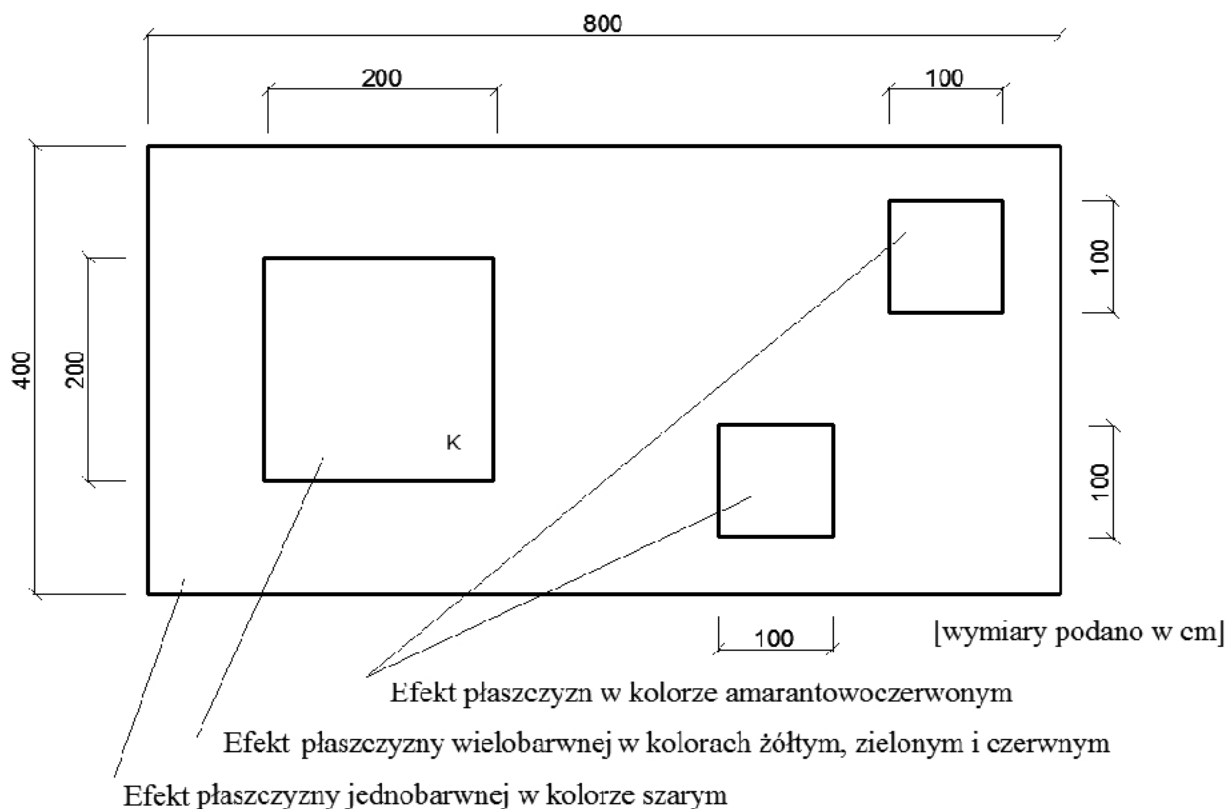 800
200
100
400
200
100
K
100
100
[wymiary podano w cm]
Efekt płaszczyzn w kolorze amarantowoczerwonym
Efekt płaszczyzny wielobarwnej w kolorach żółtym, zielonym i czerwnym
Efekt płaszczyzny jednobarwnej w kolorze szarym